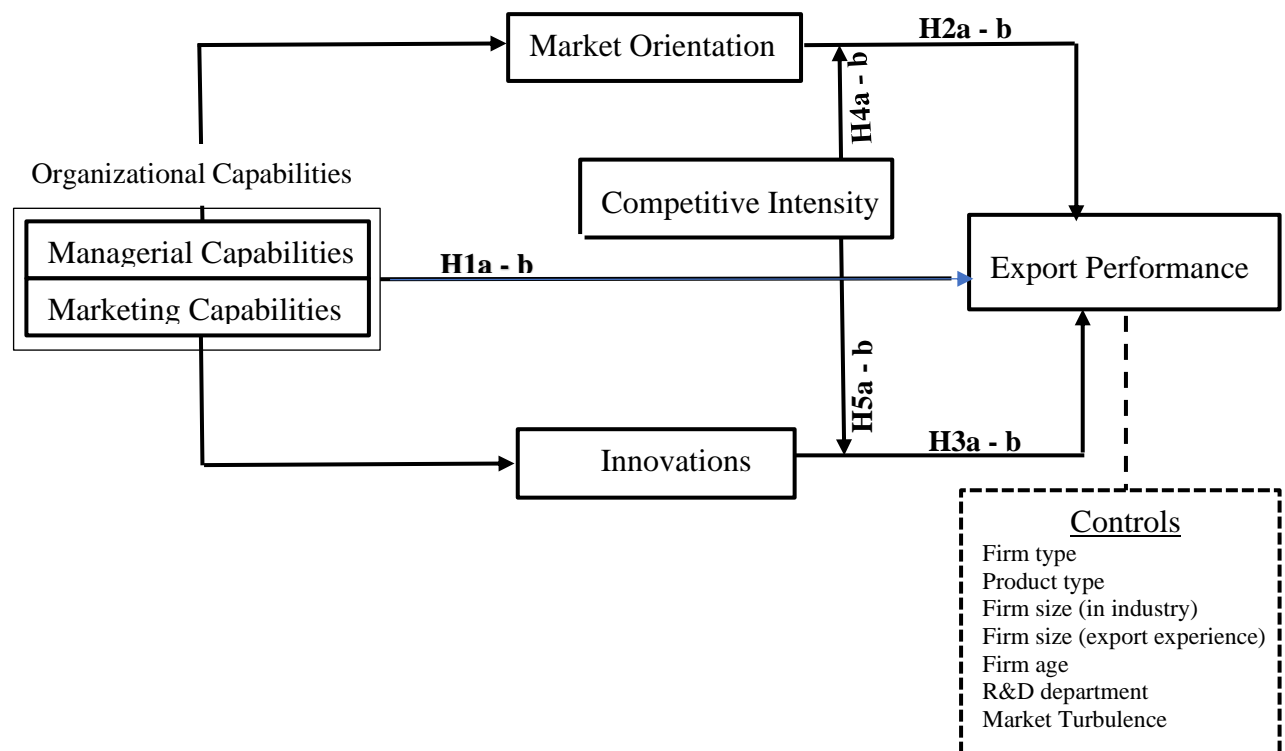 Market Orientation
H2a - b
H4a - b
Organizational Capabilities
Competitive Intensity
Managerial Capabilities
H1a - b
Export Performance
Marketing Capabilities
H5a - b
Innovations
H3a - b
Controls
Firm type
Product type
Firm size (in industry)
Firm size (export experience)
Firm age
R&D department
Market Turbulence